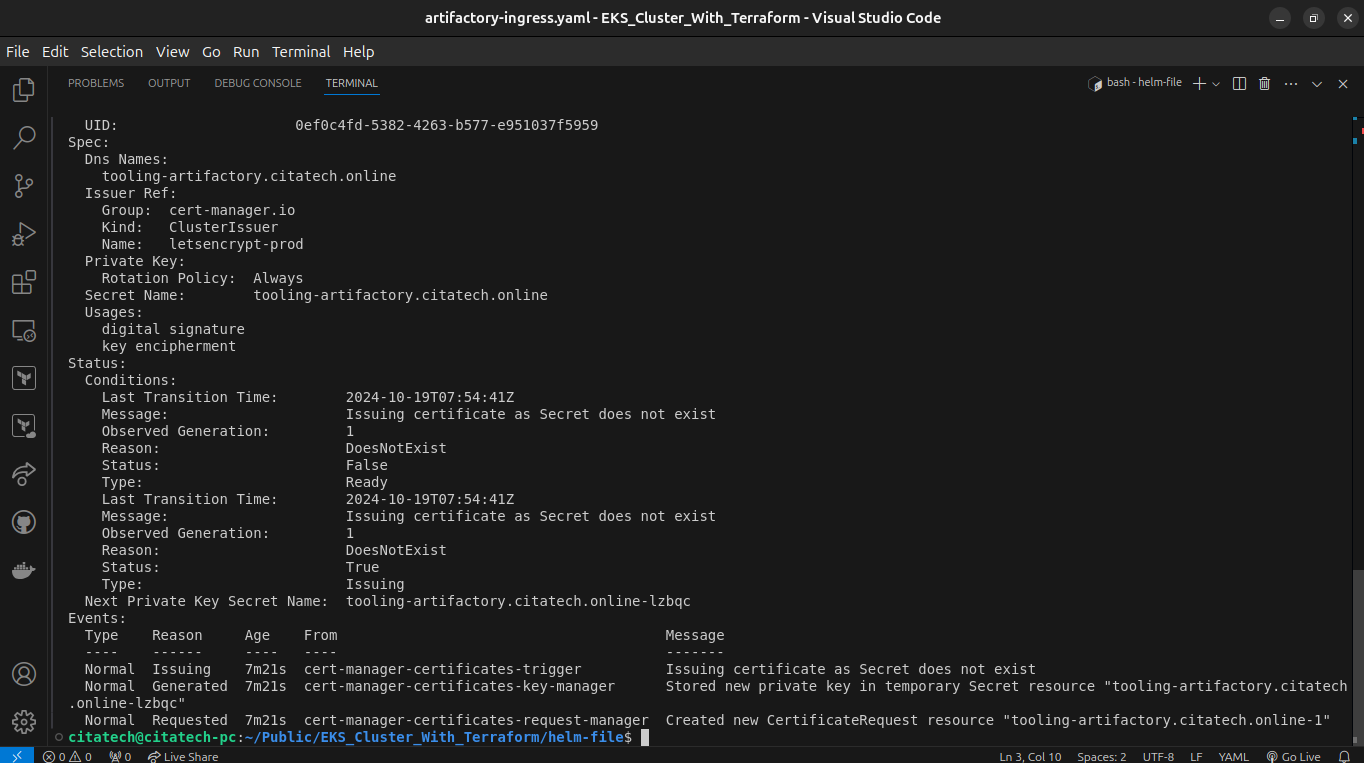 artifactory-ingress.yaml - EKS_Cluster_With_Terraform - Visual Studio Code
File Edit Selection View Go Run Terminal Help
PROBLEMS OUTPUT DEBUG CONSOLE TERMINAL
bash - helm-file
  UID:                     0ef0c4fd-5382-4263-b577-e951037f5959
Spec:
  Dns Names:
    tooling-artifactory.citatech.online
  Issuer Ref:
    Group:  cert-manager.io
    Kind:   ClusterIssuer
    Name:   letsencrypt-prod
  Private Key:
    Rotation Policy:  Always
  Secret Name:        tooling-artifactory.citatech.online
  Usages:
    digital signature
    key encipherment
Status:
  Conditions:
    Last Transition Time:        2024-10-19T07:54:41Z
    Message:                     Issuing certificate as Secret does not exist
    Observed Generation:         1
    Reason:                      DoesNotExist
    Status:                      False
    Type:                        Ready
    Last Transition Time:        2024-10-19T07:54:41Z
    Message:                     Issuing certificate as Secret does not exist
    Observed Generation:         1
    Reason:                      DoesNotExist
    Status:                      True
    Type:                        Issuing
  Next Private Key Secret Name:  tooling-artifactory.citatech.online-lzbqc
Events:
  Type    Reason     Age    From                                       Message
  ----    ------     ----   ----                                       -------
  Normal  Issuing    7m21s  cert-manager-certificates-trigger          Issuing certificate as Secret does not exist
  Normal  Generated  7m21s  cert-manager-certificates-key-manager      Stored new private key in temporary Secret resource "tooling-artifactory.citatech
.online-lzbqc"
  Normal  Requested  7m21s  cert-manager-certificates-request-manager  Created new CertificateRequest resource "tooling-artifactory.citatech.online-1"
citatech@citatech-pc:~/Public/EKS_Cluster_With_Terraform/helm-file$
0 0 0 Live Share Ln 3, Col 10 Spaces: 2 UTF-8 LF YAML Go Live